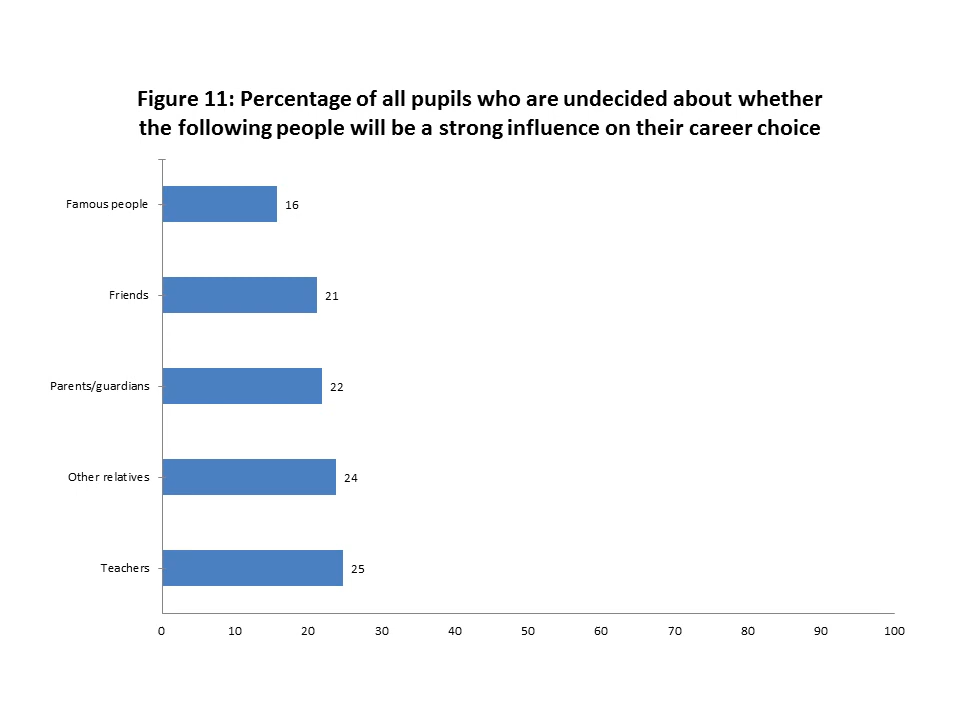 Figure 11: Percentage of all pupils who are undecided about whether
the following people will be a strong influence on their career choice
Famous people 16
Friends 21
Parents/guardians 22
Other relatives 24
Teachers 25
0 10 20 30 40 50 60 70 80 90 100